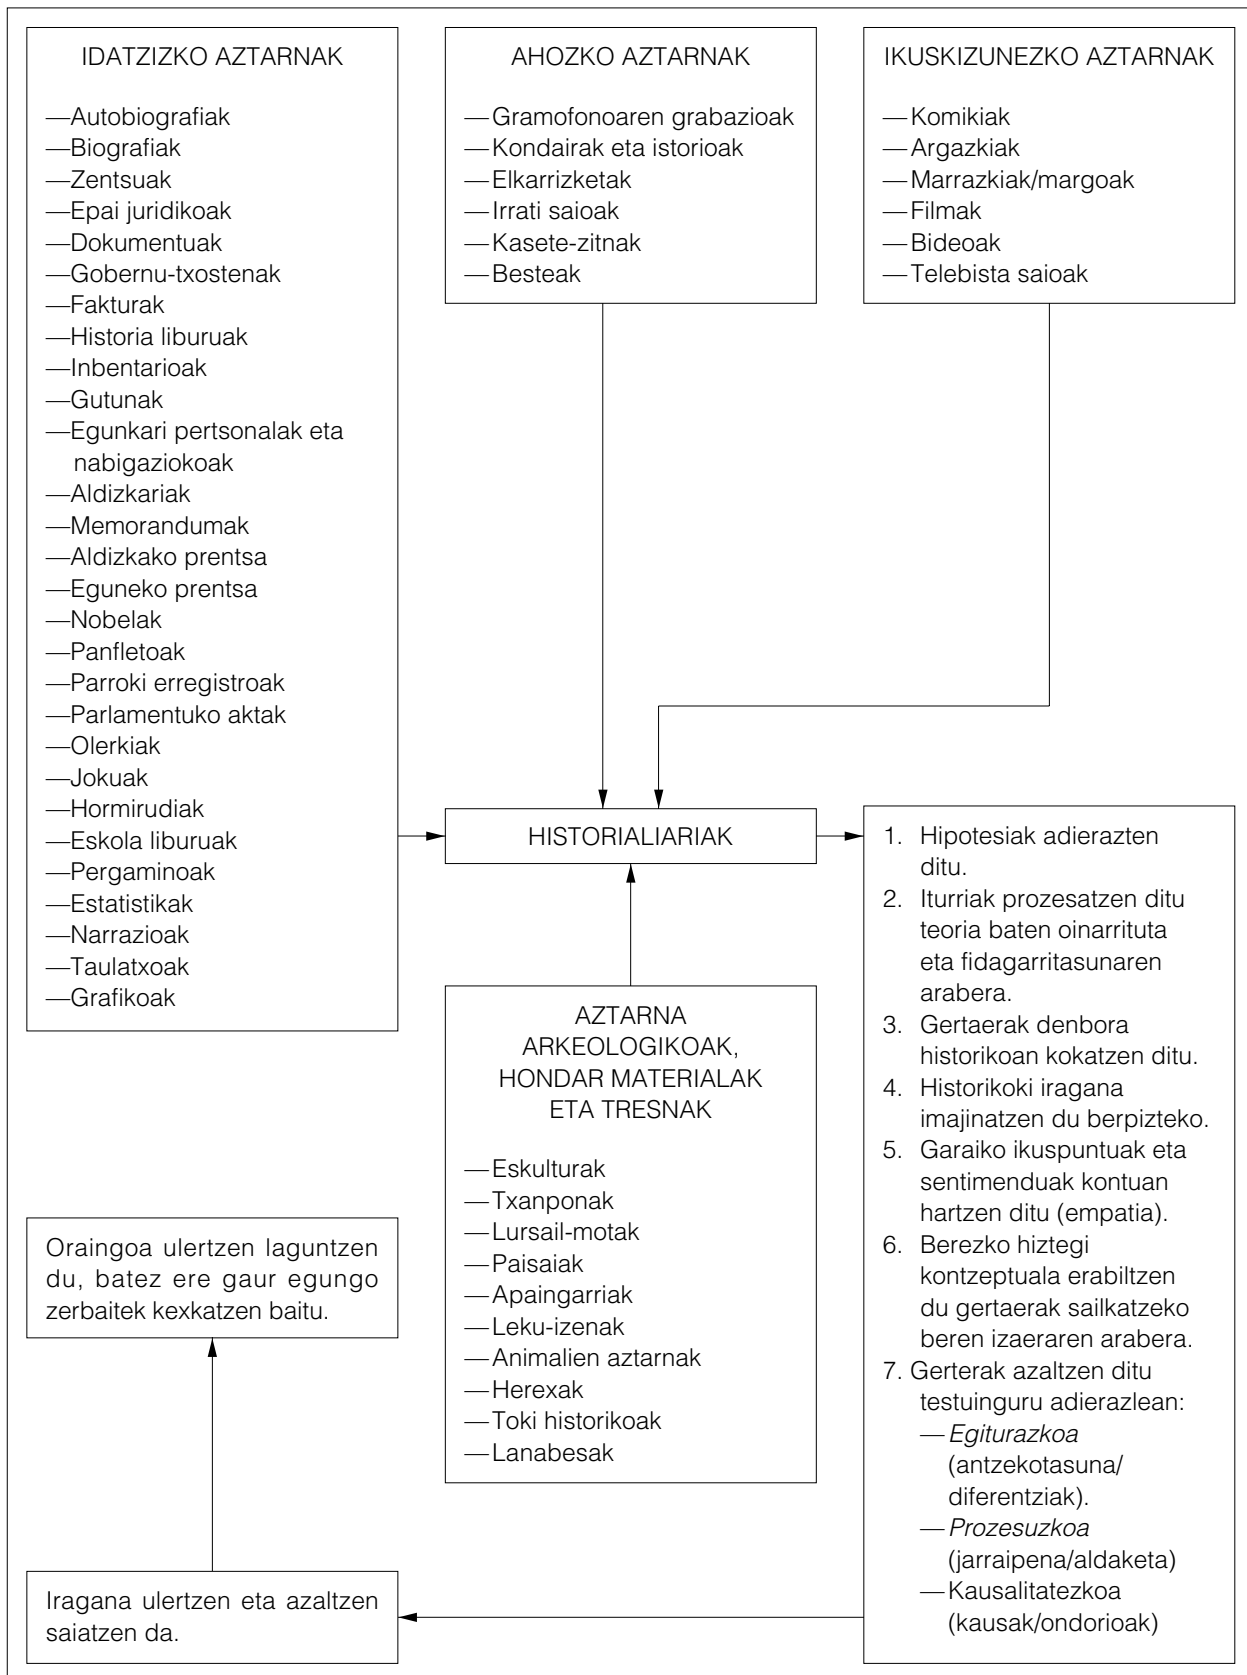 IDATZIZKO AZTARNAK
—Autobiografiak
—Biografiak
—Zentsuak
—Epai juridikoak
—Dokumentuak
—Gobernu-txostenak
—Fakturak
—Historia liburuak
—Inbentarioak
—Gutunak
—Egunkari pertsonalak eta
nabigaziokoak
—Aldizkariak
—Memorandumak
—Aldizkako prentsa
—Eguneko prentsa
—Nobelak
—Panfletoak
—Parroki erregistroak
—Parlamentuko aktak
—Olerkiak
—Jokuak
—Hormirudiak
—Eskola liburuak
—Pergaminoak
—Estatistikak
—Narrazioak
—Taulatxoak
—Grafikoak
AHOZKO AZTARNAK
—Gramofonoaren grabazioak
—Kondairak eta istorioak
—Elkarrizketak
—Irrati saioak
—Kasete-zitnak
—Besteak
IKUSKIZUNEZKO AZTARNAK
—Komikiak
—Argazkiak
—Marrazkiak/margoak
—Filmak
—Bideoak
—Telebista saioak
HISTORIALIARIAK
AZTARNA
ARKEOLOGIKOAK,
HONDAR MATERIALAK
ETA TRESNAK
—Eskulturak
—Txanponak
—Lursail-motak
—Paisaiak
—Apaingarriak
—Leku-izenak
—Animalien aztarnak
—Herexak
—Toki historikoak
—Lanabesak
1. Hipotesiak adierazten
ditu.
2. Iturriak prozesatzen ditu
teoria baten oinarrituta
eta fidagarritasunaren
arabera.
3. Gertaerak denbora
historikoan kokatzen ditu.
4. Historikoki iragana
imajinatzen du berpizteko.
5. Garaiko ikuspuntuak eta
sentimenduak kontuan
hartzen ditu (empatia).
6. Berezko hiztegi
kontzeptuala erabiltzen
du gertaerak sailkatzeko
beren izaeraren arabera.
7. Gerterak azaltzen ditu
testuinguru adierazlean:
—Egiturazkoa
(antzekotasuna/
diferentziak).
—Prozesuzkoa
(jarraipena/aldaketa)
—Kausalitatezkoa
(kausak/ondorioak)
Iragana ulertzen eta azaltzen
saiatzen da.
Oraingoa ulertzen laguntzen
du, batez ere gaur egungo
zerbaitek kexkatzen baitu.